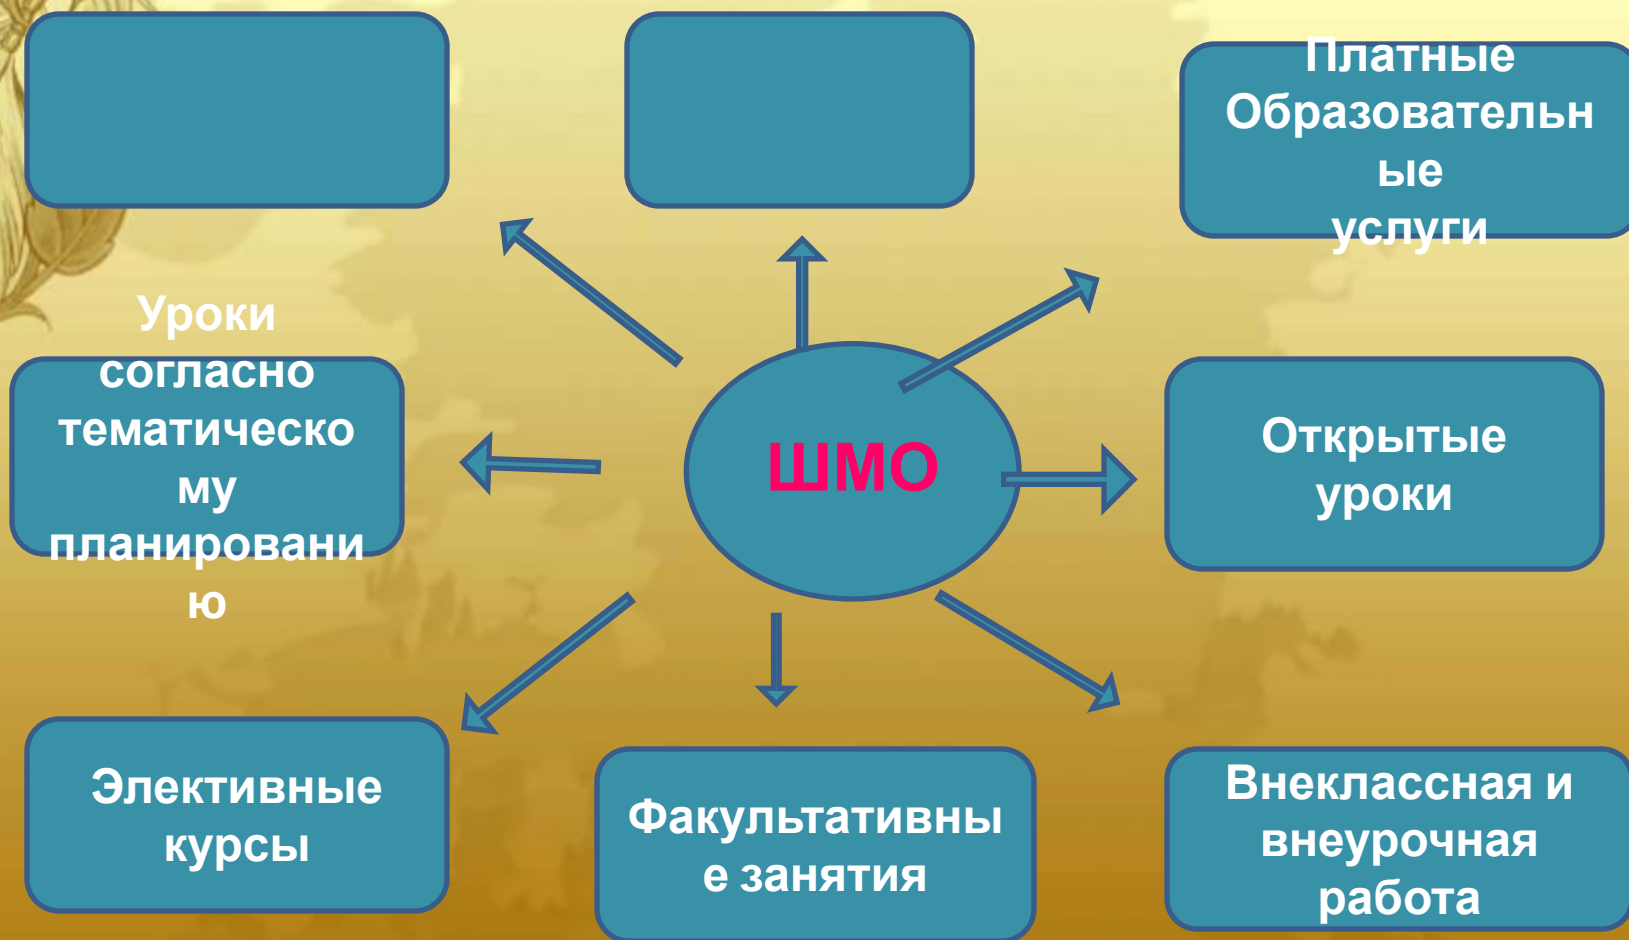 Платные
Образовательн
ые
услуги
Уроки
согласно
тематическо
му
планировани
ю
ШМО
Открытые
уроки
Элективные
курсы
Факультативны
е занятия
Внеклассная и
внеурочная
работа